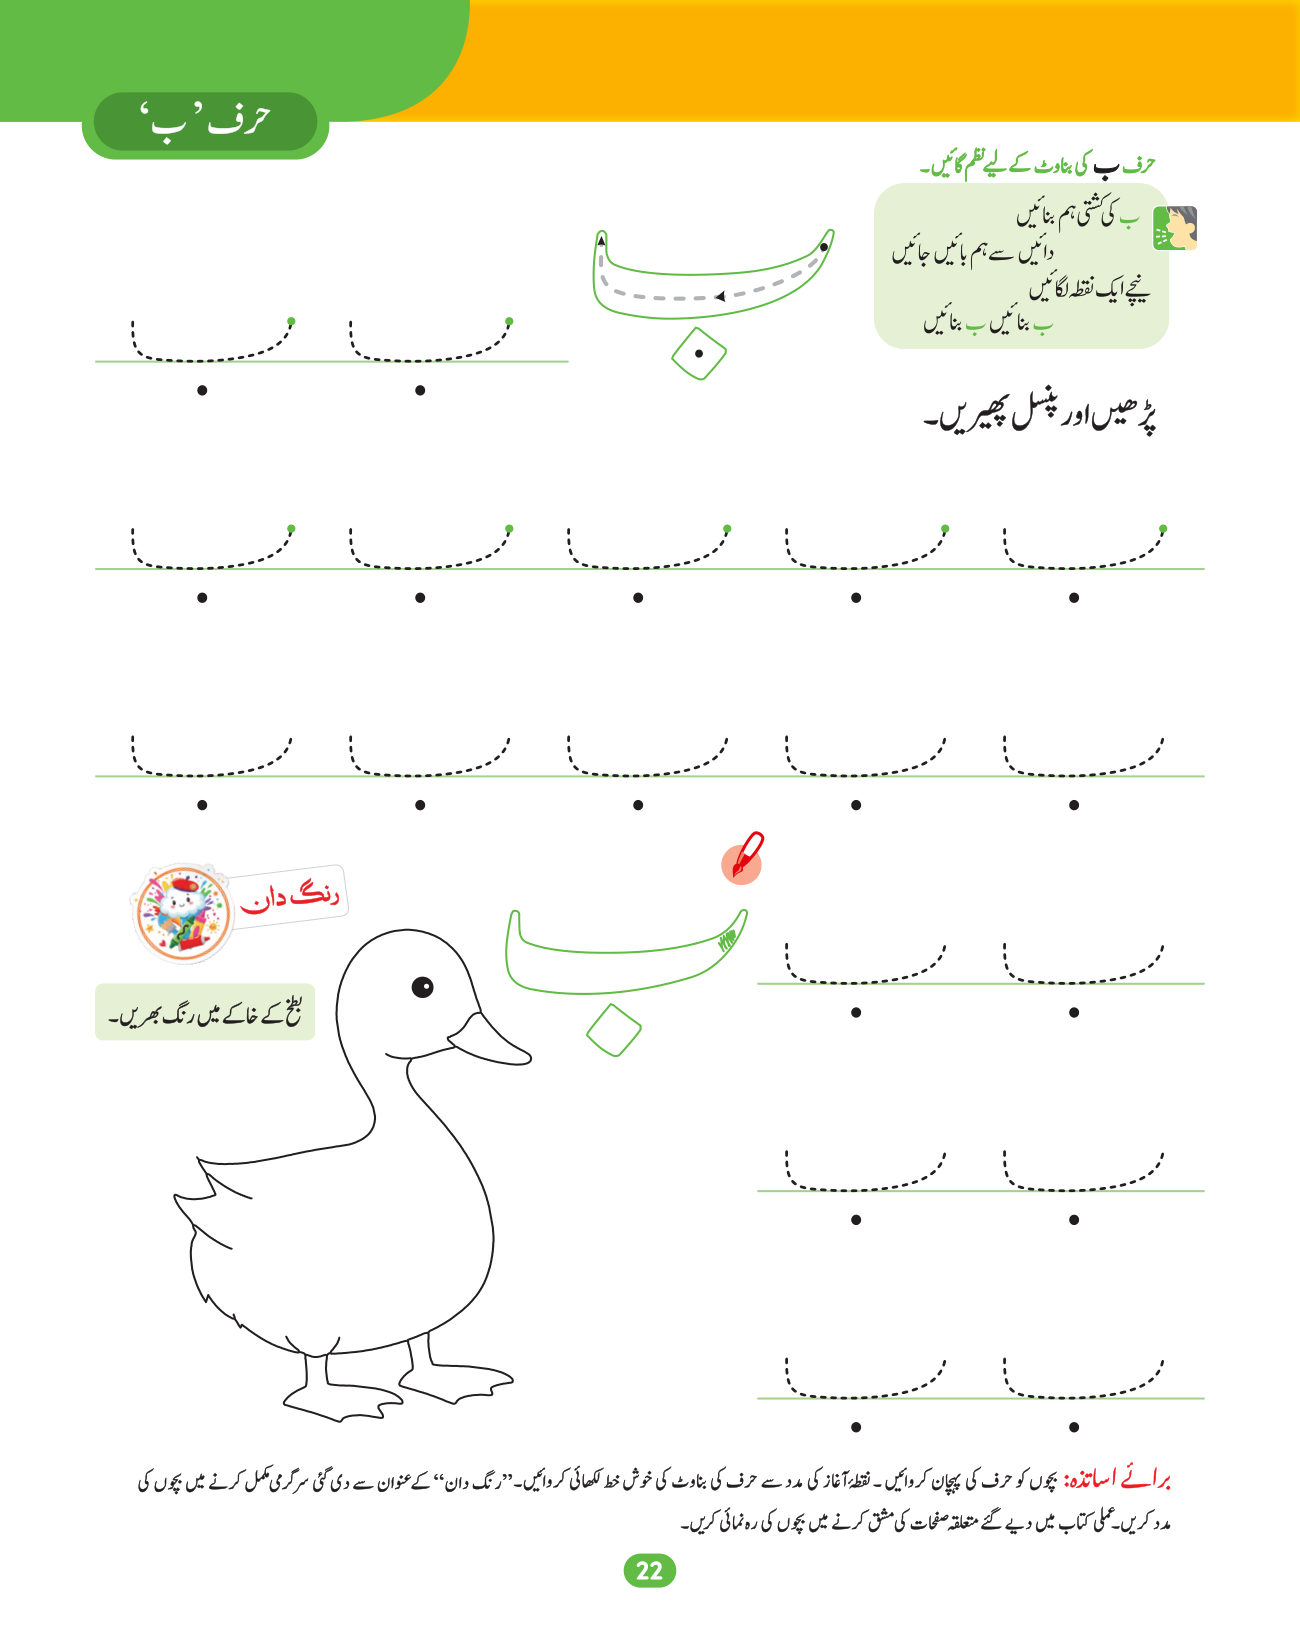 حرف ’ب‘
حرف ب کی بناوٹ کے لیے نظم گائیں۔
ب کی کشتی ہم بنائیں
دائیں سے ہم بائیں جائیں
نیچے ایک نقطہ لگائیں
ب بنائیں ب بنائیں
پڑھیں اور پنسل پھیریں۔
رنگ دان
بطخ کے خاکے میں رنگ بھریں۔
برائے اساتذہ: بچوں کو حرف کی پہچان کروائیں۔ نقطۂ آغاز کی مدد سے حرف کی بناوٹ کی خوش خط لکھائی کروائیں۔ ”رنگ دان“ کے عنوان سے دی گئی سرگرمی مکمل کرنے میں بچوں کی
مدد کریں۔ عملی کتاب میں دیے گئے متعلقہ صفحات کی مشق کرنے میں بچوں کی رہ نمائی کریں۔
22